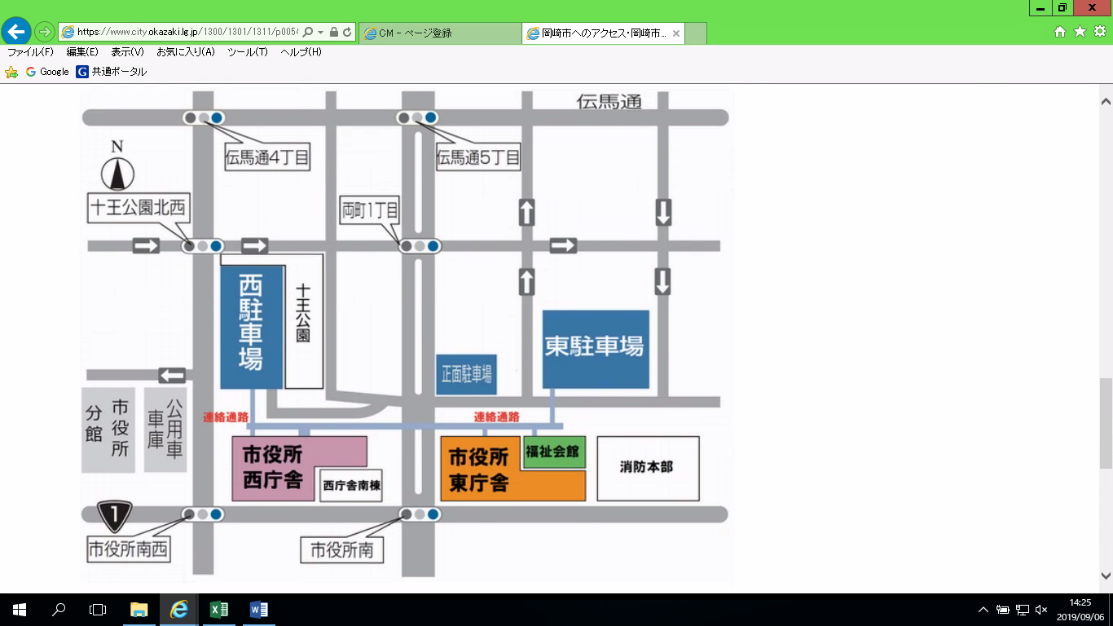 https://www.city.okazaki.lg.jp/1300/1301/1311/p005
CM - ページ登録
岡崎市へのアクセス・岡崎市...
ファイル(F) 編集(E) 表示(V) お気に入り(A) ツール(T) ヘルプ(H)
Google 共通ポータル
伝馬通
N
伝馬通4丁目
伝馬通5丁目
十王公園北西
両町1丁目
西駐車場
十王公園
東駐車場
正面駐車場
市役所
分館
公用車
車庫
連絡通路
連絡通路
市役所
西庁舎
西庁舎南棟
市役所
東庁舎
福祉会館
消防本部
1
市役所南西
市役所南
14:25
2019/09/06